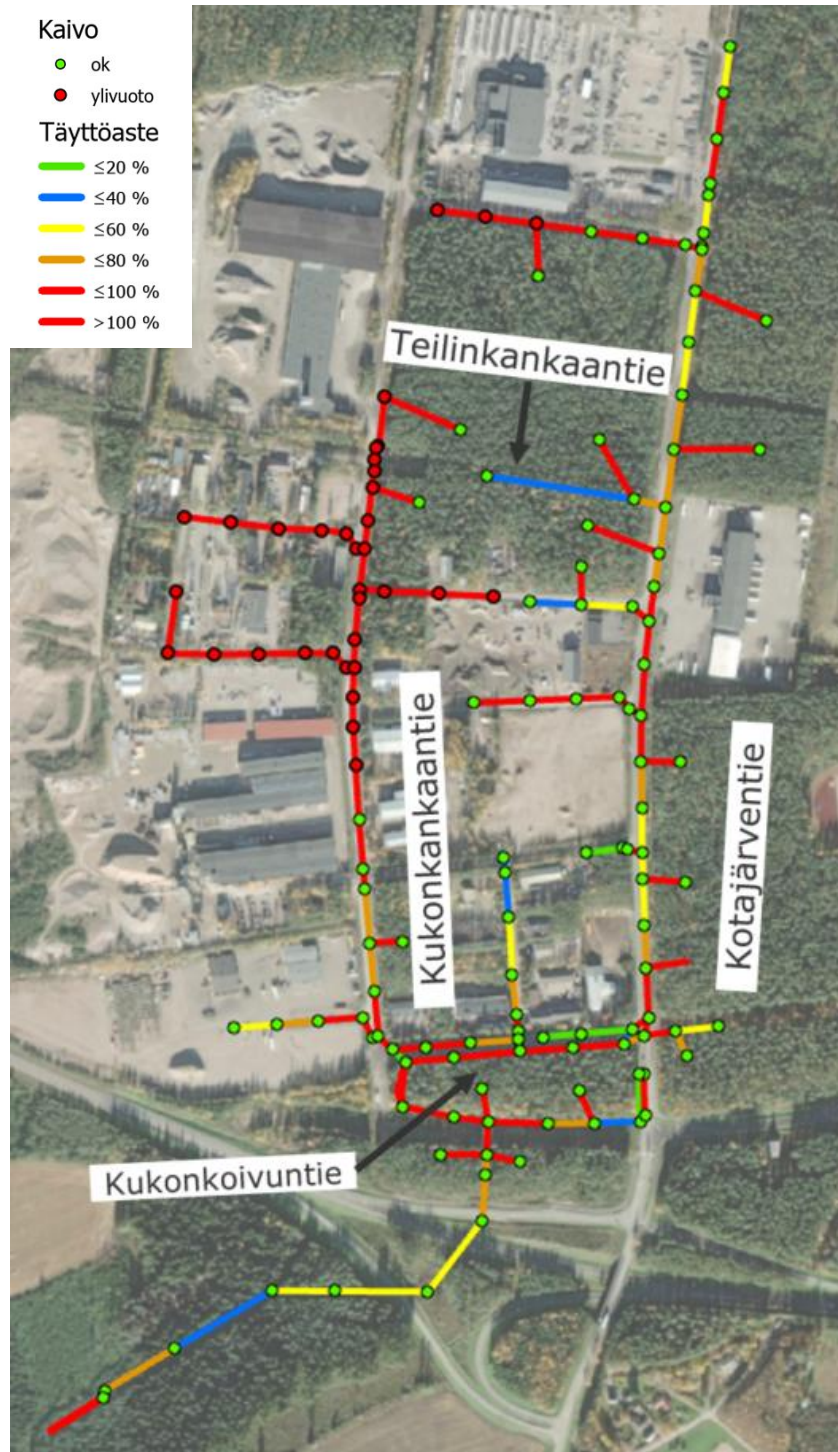 Kaivo
ok
ylivuoto
Täyttöaste
≤20 %
≤40 %
≤60 %
≤80 %
≤100 %
>100 %
Teilinkankaantie
Kukonkankaantie
Kotajärventie
Kukonkoivuntie